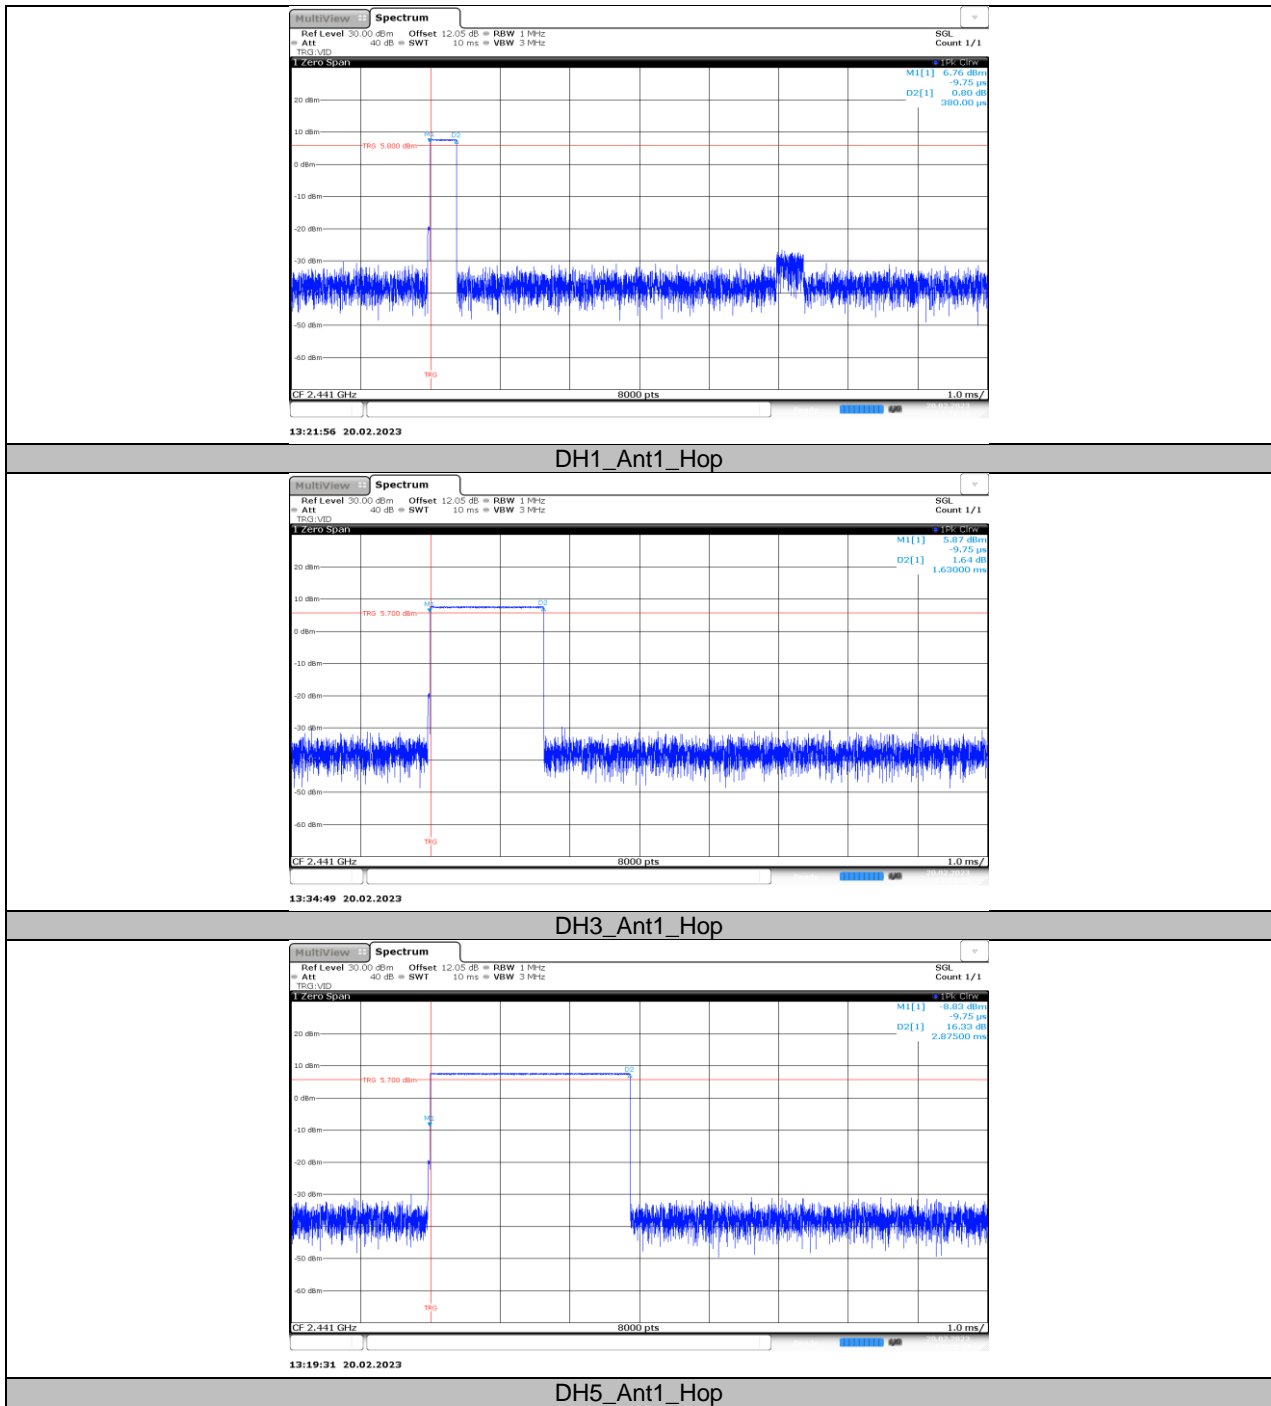 MultiView Spectrum
Ref Level 30.00 dBm Offset 12.05 dB RBW 1 MHz SGL
Att 40 dB SWT 10 ms VBW 3 MHz Count 1/1
TRG:VID
1 Zero Span 1Pk Clrw
M1[1] 6.76 dBm
-9.75 µs
D2[1] 0.80 dB
380.00 µs
20 dBm
10 dBm
M1 D2
TRG 5.800 dBm
0 dBm
-10 dBm
-20 dBm
-30 dBm
-50 dBm
-60 dBm
TRG
CF 2.441 GHz 8000 pts 1.0 ms/
13:21:56 20.02.2023
DH1_Ant1_Hop
MultiView Spectrum
Ref Level 30.00 dBm Offset 12.05 dB RBW 1 MHz SGL
Att 40 dB SWT 10 ms VBW 3 MHz Count 1/1
TRG:VID
1 Zero Span 1Pk Clrw
M1[1] 5.87 dBm
-9.75 µs
D2[1] 1.64 dB
1.63000 ms
20 dBm
10 dBm
M1 D2
TRG 5.700 dBm
0 dBm
-10 dBm
-20 dBm
-30 dBm
-50 dBm
-60 dBm
TRG
CF 2.441 GHz 8000 pts 1.0 ms/
13:34:49 20.02.2023
DH3_Ant1_Hop
MultiView Spectrum
Ref Level 30.00 dBm Offset 12.05 dB RBW 1 MHz SGL
Att 40 dB SWT 10 ms VBW 3 MHz Count 1/1
TRG:VID
1 Zero Span 1Pk Clrw
M1[1] -8.83 dBm
-9.75 µs
D2[1] 16.33 dB
2.87500 ms
20 dBm
10 dBm
D2
TRG 5.700 dBm
0 dBm
M1
-10 dBm
-20 dBm
-30 dBm
-50 dBm
-60 dBm
TRG
CF 2.441 GHz 8000 pts 1.0 ms/
13:19:31 20.02.2023
DH5_Ant1_Hop